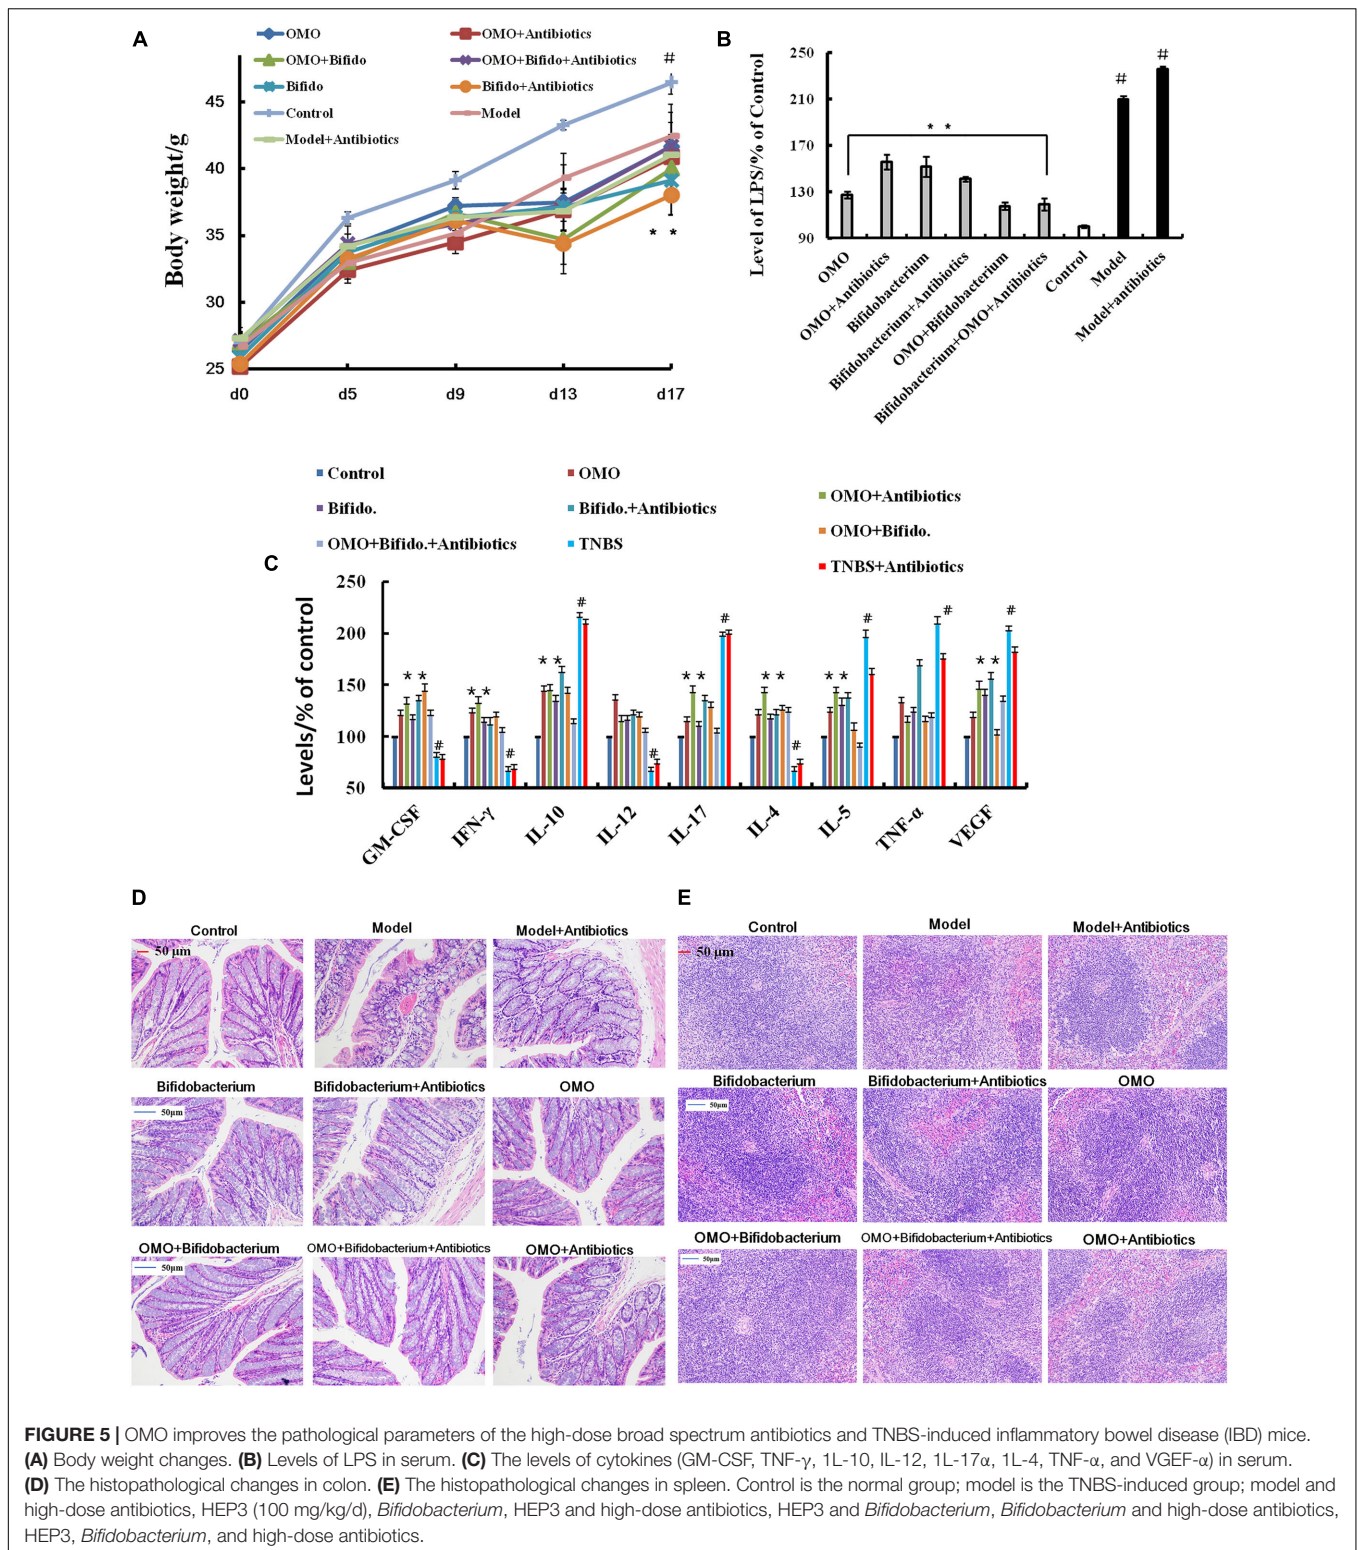 A
OMO
OMO+Antibiotics
OMO+Bifido
OMO+Bifido+Antibiotics
Bifido
Bifido+Antibiotics
Control
Model
Model+Antibiotics
#
Body weight/g
45
40
35
30
25
* *
d0 d5 d9 d13 d17
B
Level of LPS/% of Control
250
210
170
130
90
* *
#
#
OMO
OMO+Antibiotics
Bifidobacterium
Bifidobacterium+Antibiotics
OMO+Bifidobacterium
Bifidobacterium+OMO+Antibiotics
Control
Model
Model+antibiotics
Control
OMO
OMO+Antibiotics
Bifido.
Bifido.+Antibiotics
OMO+Bifido.
OMO+Bifido.+Antibiotics
TNBS
TNBS+Antibiotics
C
Levels/% of control
250
200
150
100
50
* *
#
* *
#
* *
#
#
* *
#
* *
#
* *
#
#
* *
#
GM-CSF
IFN-γ
IL-10
IL-12
IL-17
IL-4
IL-5
TNF-α
VEGF
D
Control
Model
Model+Antibiotics
50 μm
Bifidobacterium
Bifidobacterium+Antibiotics
OMO
50μm
OMO+Bifidobacterium
OMO+Bifidobacterium+Antibiotics
OMO+Antibiotics
50μm
E
Control
Model
Model+Antibiotics
50 μm
Bifidobacterium
Bifidobacterium+Antibiotics
OMO
50μm
OMO+Bifidobacterium
OMO+Bifidobacterium+Antibiotics
OMO+Antibiotics
50μm
FIGURE 5 | OMO improves the pathological parameters of the high-dose broad spectrum antibiotics and TNBS-induced inflammatory bowel disease (IBD) mice.
(A) Body weight changes. (B) Levels of LPS in serum. (C) The levels of cytokines (GM-CSF, TNF-γ, 1L-10, IL-12, 1L-17α, 1L-4, TNF-α, and VGEF-α) in serum.
(D) The histopathological changes in colon. (E) The histopathological changes in spleen. Control is the normal group; model is the TNBS-induced group; model and
high-dose antibiotics, HEP3 (100 mg/kg/d), Bifidobacterium, HEP3 and high-dose antibiotics, HEP3 and Bifidobacterium, Bifidobacterium and high-dose antibiotics,
HEP3, Bifidobacterium, and high-dose antibiotics.